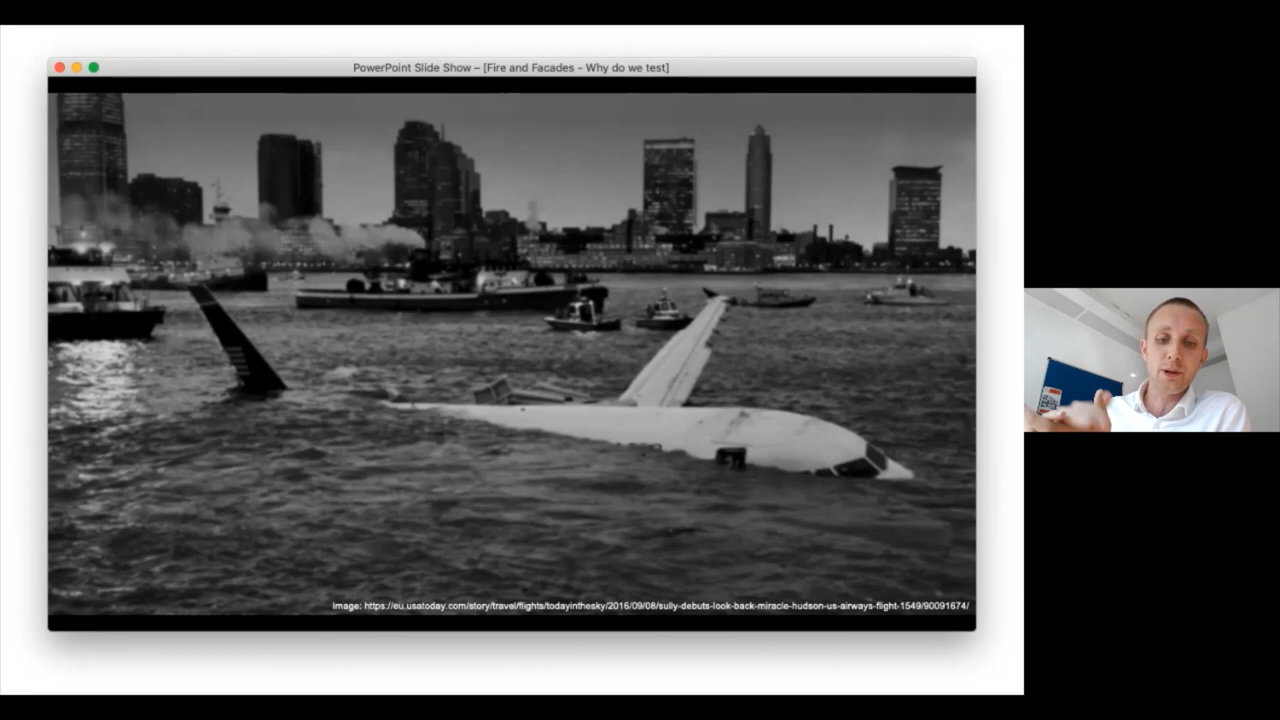 PowerPoint Slide Show – [Fire and Facades - Why do we test]
Image: https://eu.usatoday.com/story/travel/flights/todayinthesky/2016/09/08/sully-debuts-look-back-miracle-hudson-us-airways-flight-1549/90091674/